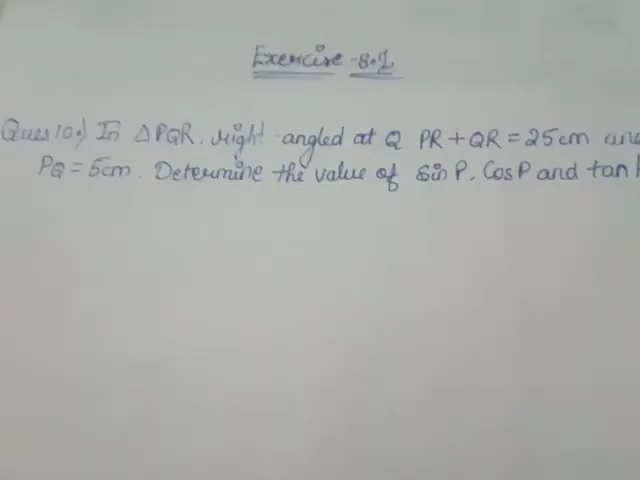 Exercise -8.1
Ques 10.) In △PQR. right-angled at Q PR + QR = 25cm and
PQ = 5cm. Determine the value of sin P. Cos P and tan P